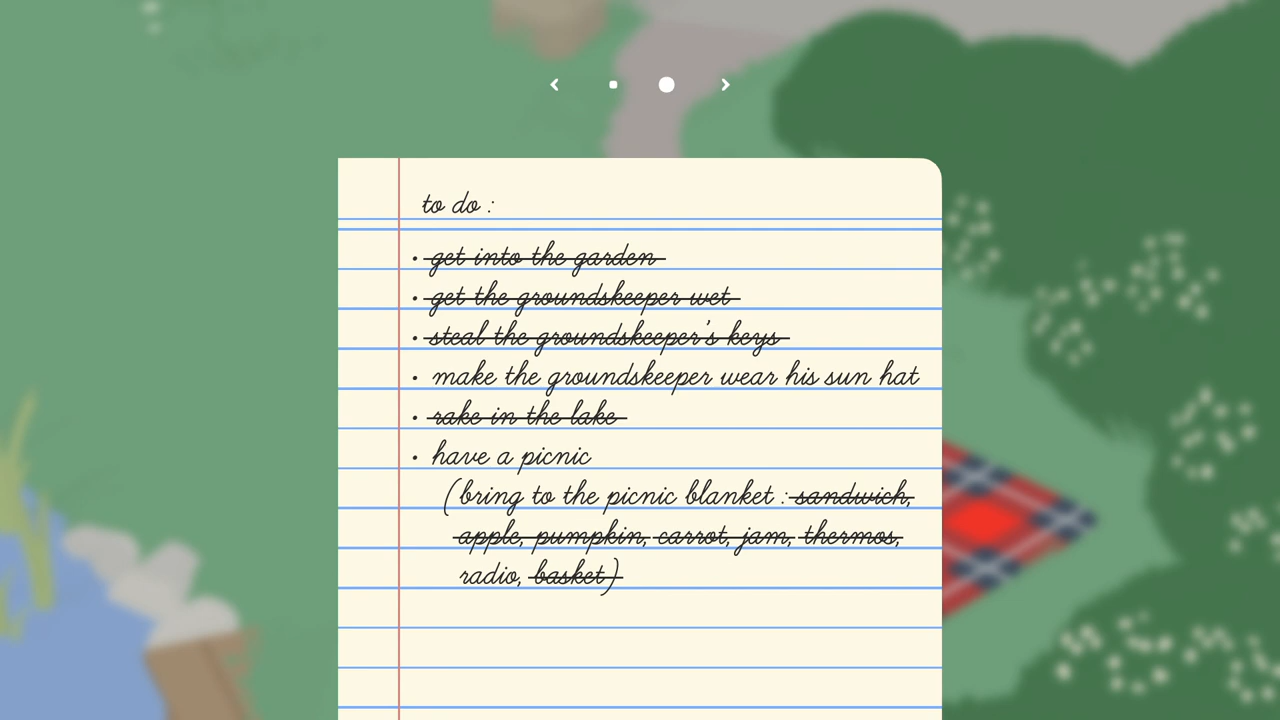 to do :
• get into the garden
• get the groundskeeper wet
• steal the groundskeeper's keys
• make the groundskeeper wear his sun hat
• rake in the lake
• have a picnic
(bring to the picnic blanket : sandwich,
apple, pumpkin, carrot, jam, thermos,
radio, basket)